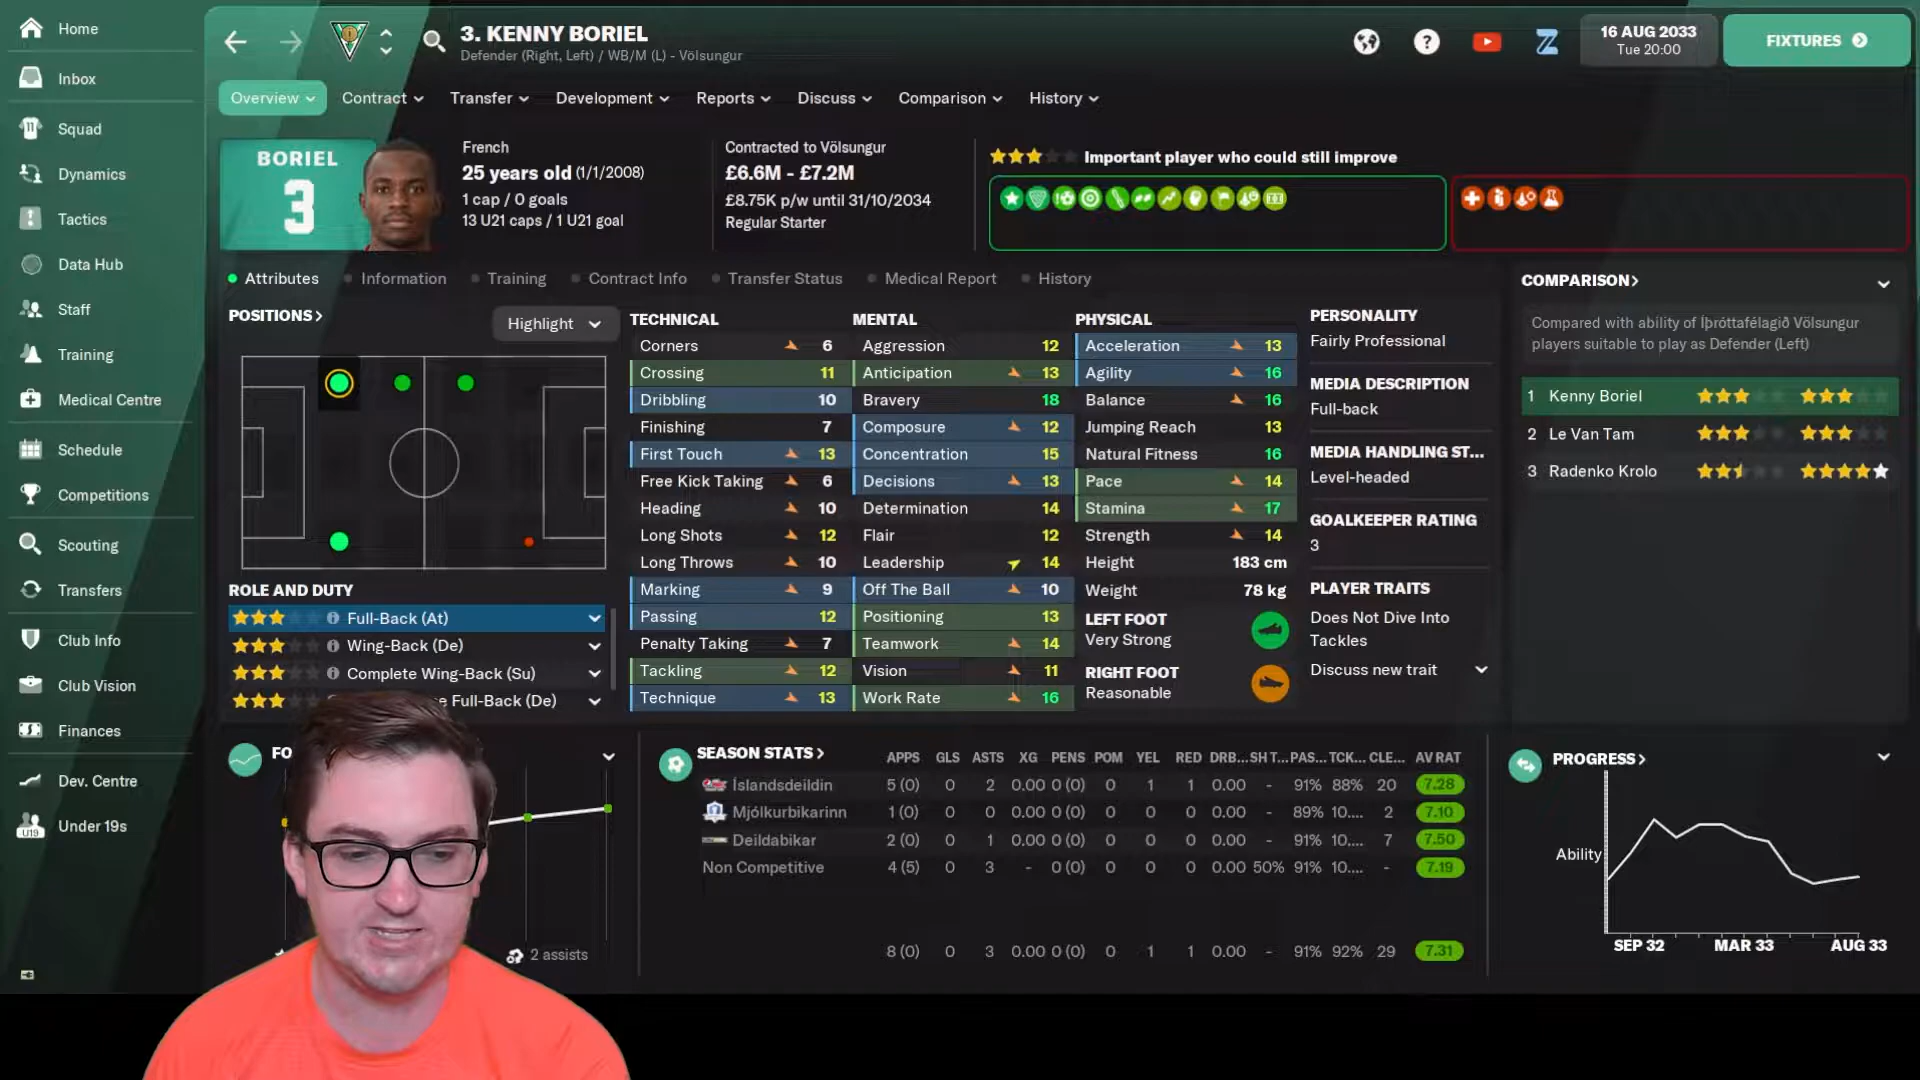 Home
Inbox
Squad
Dynamics
Tactics
Data Hub
Staff
Training
Medical Centre
Schedule
Competitions
Scouting
Transfers
Club Info
Club Vision
Finances
Dev. Centre
Under 19s
3. KENNY BORIEL
Defender (Right, Left) / WB/M (L) - Völsungur
16 AUG 2033
Tue 20:00
FIXTURES
Overview Contract Transfer Development Reports Discuss Comparison History
BORIEL
3
French
25 years old (1/1/2008)
1 cap / 0 goals
13 U21 caps / 1 U21 goal
Contracted to Völsungur
£6.6M - £7.2M
£8.75K p/w until 31/10/2034
Regular Starter
Important player who could still improve
Attributes Information Training Contract Info Transfer Status Medical Report History
POSITIONS
Highlight
ROLE AND DUTY
Full-Back (At)
Wing-Back (De)
Complete Wing-Back (Su)
e Full-Back (De)
TECHNICAL
Corners 6
Crossing 11
Dribbling 10
Finishing 7
First Touch 13
Free Kick Taking 6
Heading 10
Long Shots 12
Long Throws 10
Marking 9
Passing 12
Penalty Taking 7
Tackling 12
Technique 13
MENTAL
Aggression 12
Anticipation 13
Bravery 18
Composure 12
Concentration 15
Decisions 13
Determination 14
Flair 12
Leadership 14
Off The Ball 10
Positioning 13
Teamwork 14
Vision 11
Work Rate 16
PHYSICAL
Acceleration 13
Agility 16
Balance 16
Jumping Reach 13
Natural Fitness 16
Pace 14
Stamina 17
Strength 14
Height 183 cm
Weight 78 kg
LEFT FOOT
Very Strong
RIGHT FOOT
Reasonable
PERSONALITY
Fairly Professional
MEDIA DESCRIPTION
Full-back
MEDIA HANDLING ST...
Level-headed
GOALKEEPER RATING
3
PLAYER TRAITS
Does Not Dive Into
Tackles
Discuss new trait
COMPARISON
Compared with ability of Íþróttafélagið Völsungur
players suitable to play as Defender (Left)
1 Kenny Boriel
2 Le Van Tam
3 Radenko Krolo
FO
2 assists
SEASON STATS
APPS GLS ASTS XG PENS POM YEL RED DRB... SH T... PAS... TCK... CLE... AV RAT
Íslandsdeildin 5 (0) 0 2 0.00 0 (0) 0 1 1 0.00 - 91% 88% 20 7.28
Mjólkurbikarinn 1 (0) 0 0 0.00 0 (0) 0 0 0 0.00 - 89% 10.... 2 7.10
Deildabikar 2 (0) 0 1 0.00 0 (0) 0 0 0 0.00 - 91% 10.... 7 7.50
Non Competitive 4 (5) 0 3 - 0 (0) 0 0 0 0.00 50% 91% 10.... - 7.19
8 (0) 0 3 0.00 0 (0) 0 1 1 0.00 - 91% 92% 29 7.31
PROGRESS
Ability
SEP 32 MAR 33 AUG 33